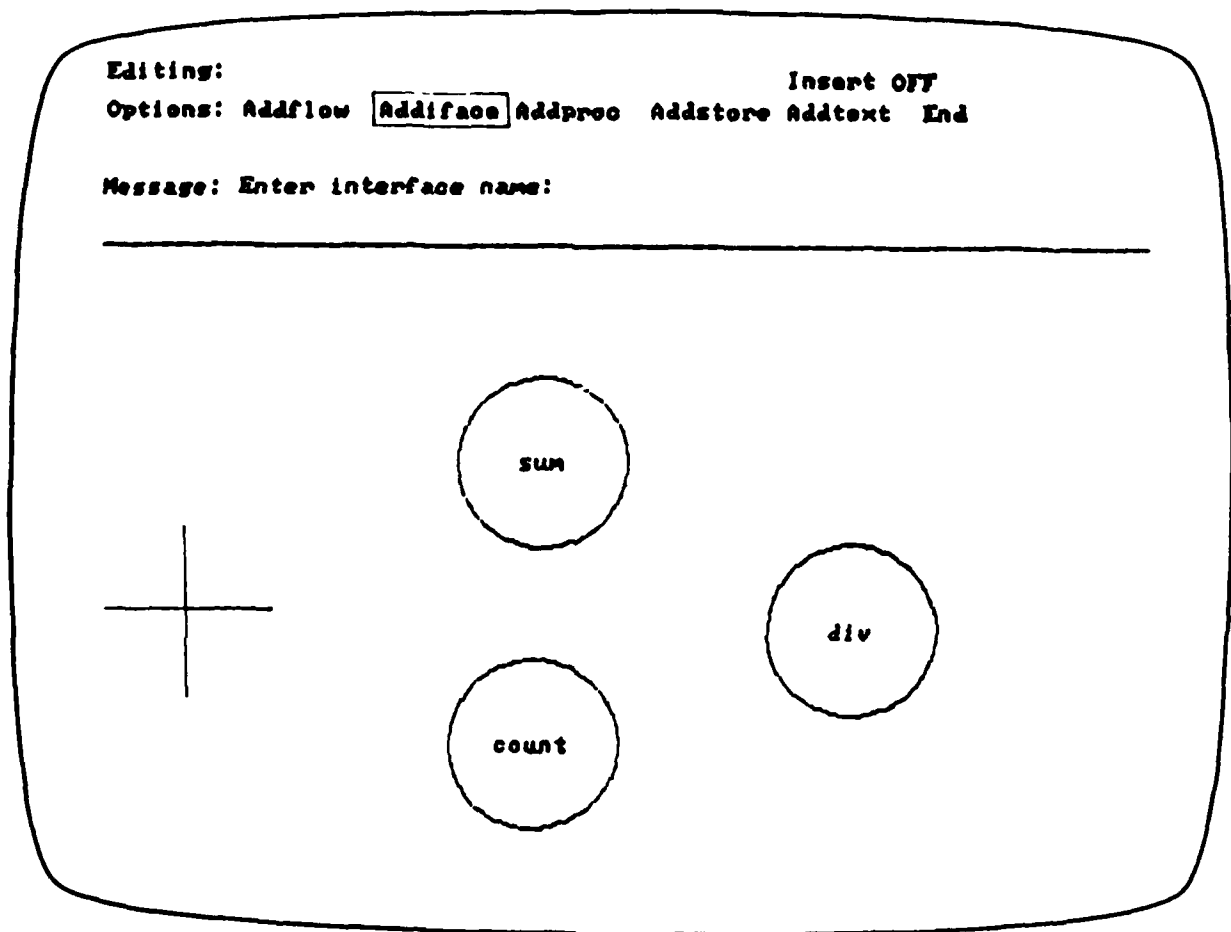 Editing:
Insert OFF
Options: Addflow Addiface Addproc Addstore Addtext End
Message: Enter interface name:
sum
div
count